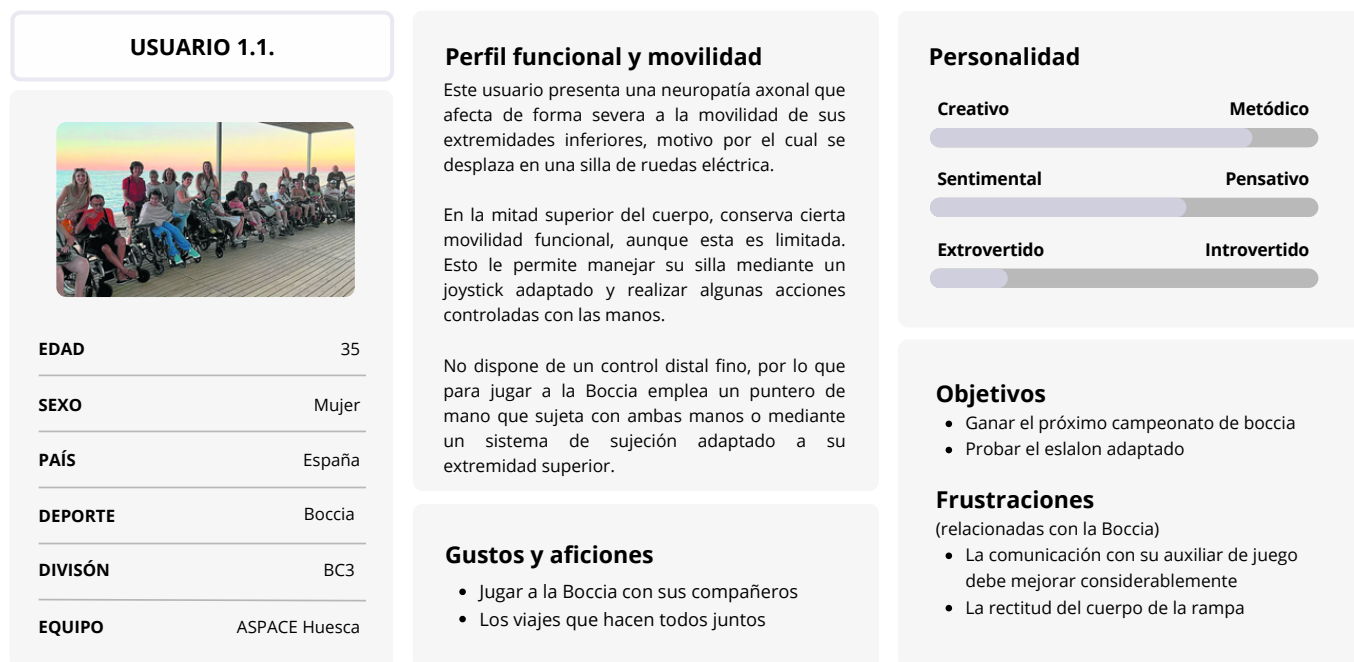 USUARIO 1.1.
EDAD 35
SEXO Mujer
PAÍS España
DEPORTE Boccia
DIVISÓN BC3
EQUIPO ASPACE Huesca
Perfil funcional y movilidad
Este usuario presenta una neuropatía axonal que
afecta de forma severa a la movilidad de sus
extremidades inferiores, motivo por el cual se
desplaza en una silla de ruedas eléctrica.
En la mitad superior del cuerpo, conserva cierta
movilidad funcional, aunque esta es limitada.
Esto le permite manejar su silla mediante un
joystick adaptado y realizar algunas acciones
controladas con las manos.
No dispone de un control distal fino, por lo que
para jugar a la Boccia emplea un puntero de
mano que sujeta con ambas manos o mediante
un sistema de sujeción adaptado a su
extremidad superior.
Gustos y aficiones
• Jugar a la Boccia con sus compañeros
• Los viajes que hacen todos juntos
Personalidad
Creativo Metódico
Sentimental Pensativo
Extrovertido Introvertido
Objetivos
• Ganar el próximo campeonato de boccia
• Probar el eslalon adaptado
Frustraciones
(relacionadas con la Boccia)
• La comunicación con su auxiliar de juego
debe mejorar considerablemente
• La rectitud del cuerpo de la rampa